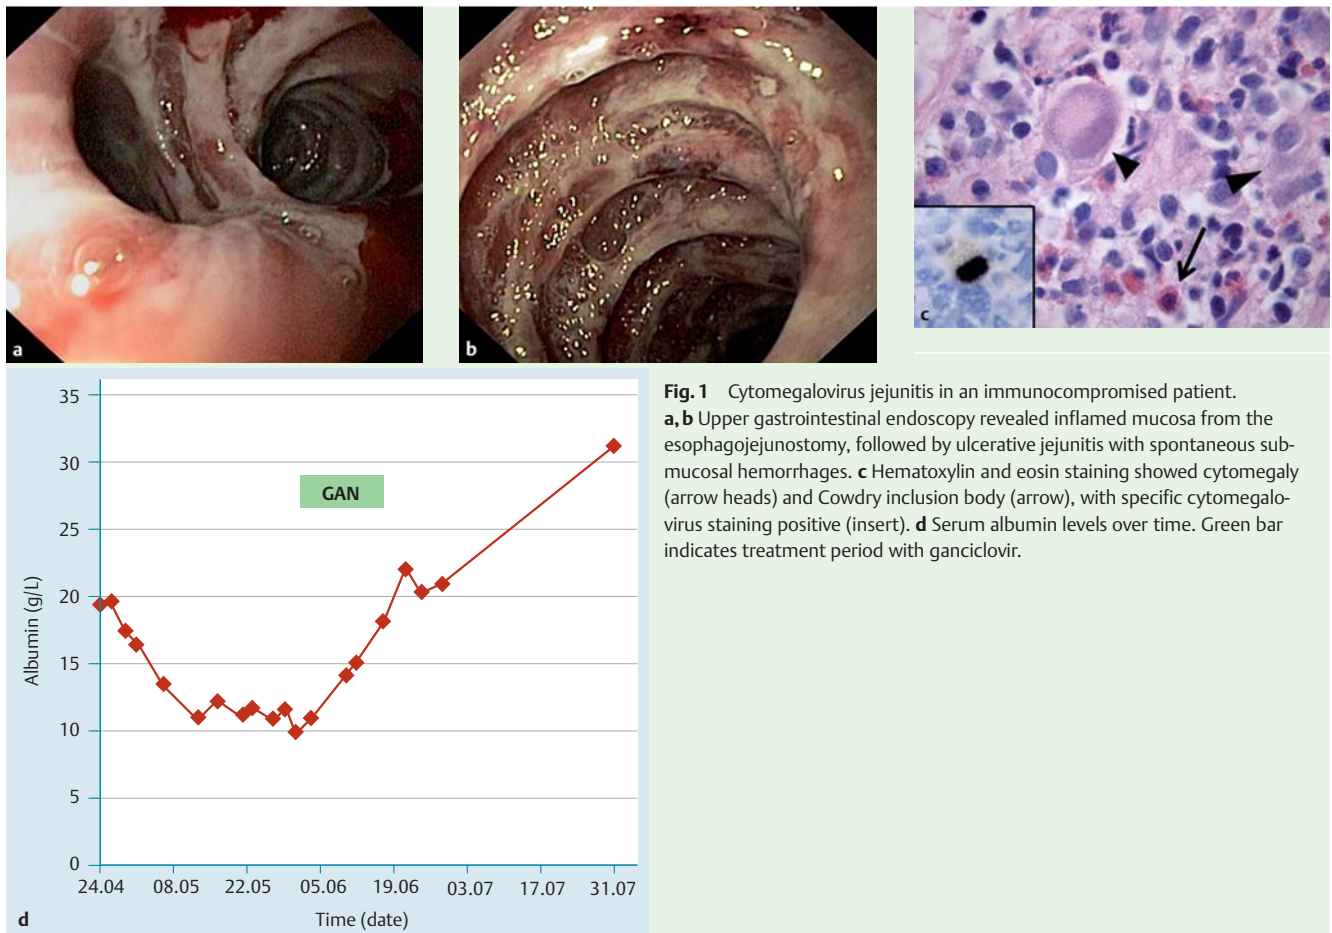 a
b
c
35
30
GAN
25
20
15
10
5
0
Albumin (g/L)
24.04 08.05 22.05 05.06 19.06 03.07 17.07 31.07
d
Time (date)
Fig. 1 Cytomegalovirus jejunitis in an immunocompromised patient.
a, b Upper gastrointestinal endoscopy revealed inflamed mucosa from the
esophagojejunostomy, followed by ulcerative jejunitis with spontaneous sub-
mucosal hemorrhages. c Hematoxylin and eosin staining showed cytomegaly
(arrow heads) and Cowdry inclusion body (arrow), with specific cytomegalo-
virus staining positive (insert). d Serum albumin levels over time. Green bar
indicates treatment period with ganciclovir.